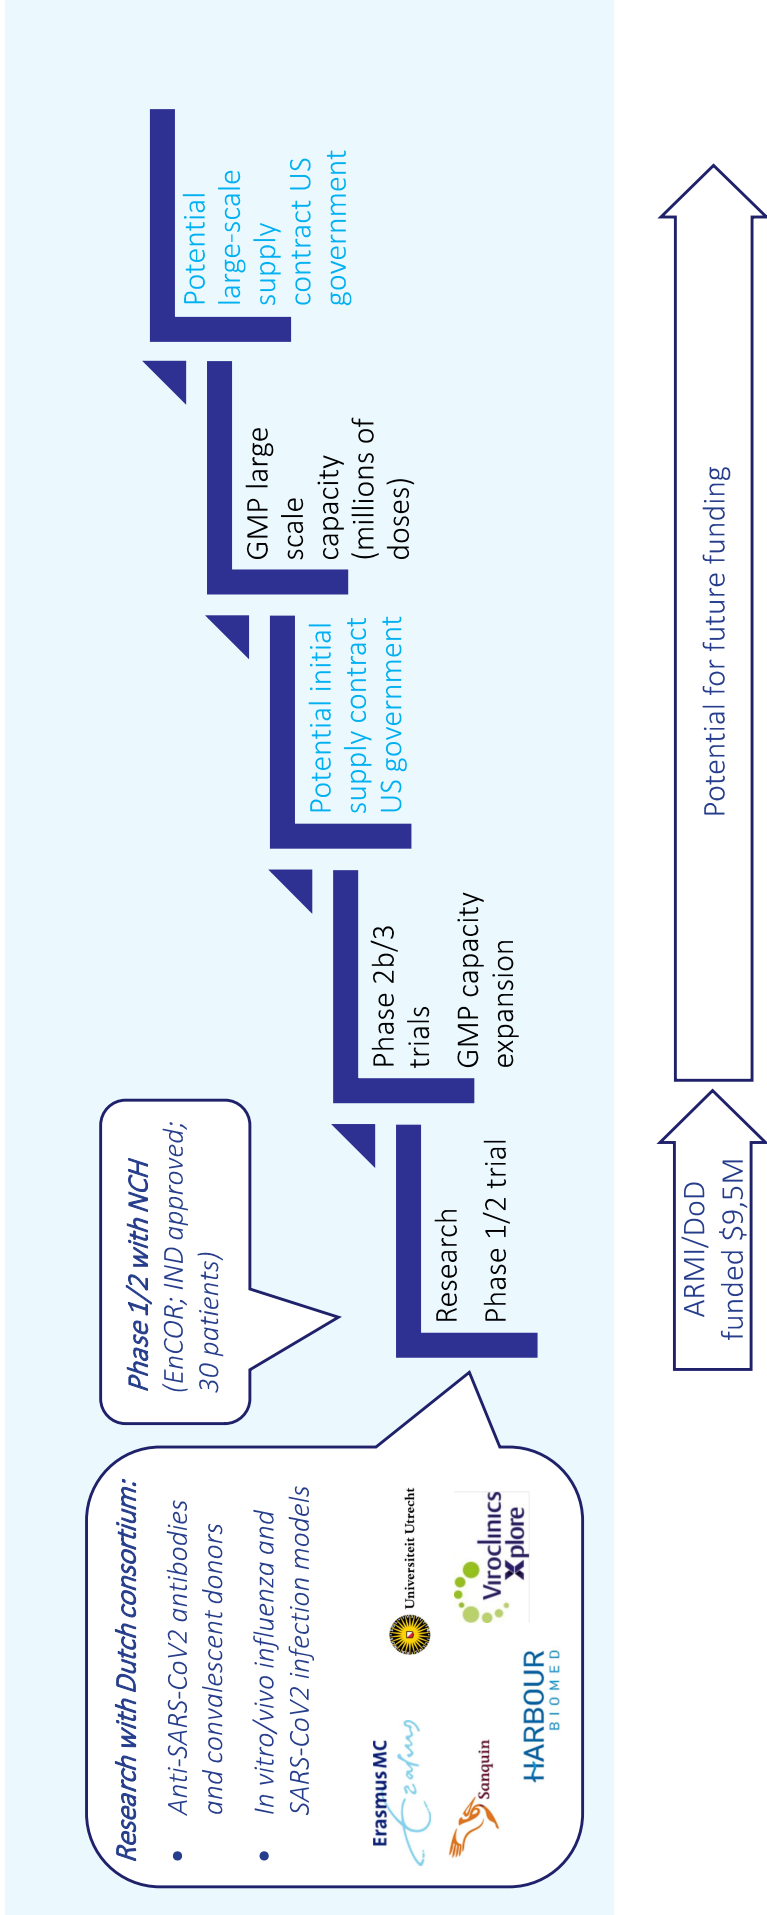 Research with Dutch consortium:
• Anti-SARS-CoV2 antibodies
and convalescent donors
• In vitro/vivo influenza and
SARS-CoV2 infection models
Erasmus MC
Erasmus
Universiteit Utrecht
Sanquin
Viroclinics
Xplore
HARBOUR
BIOMED
Phase 1/2 with NCH
(EnCOR; IND approved;
30 patients)
Research
Phase 1/2 trial
Phase 2b/3
trials
GMP capacity
expansion
Potential initial
supply contract
US government
GMP large
scale
capacity
(millions of
doses)
Potential
large-scale
supply
contract US
government
ARMI/DoD
funded $9,5M
Potential for future funding